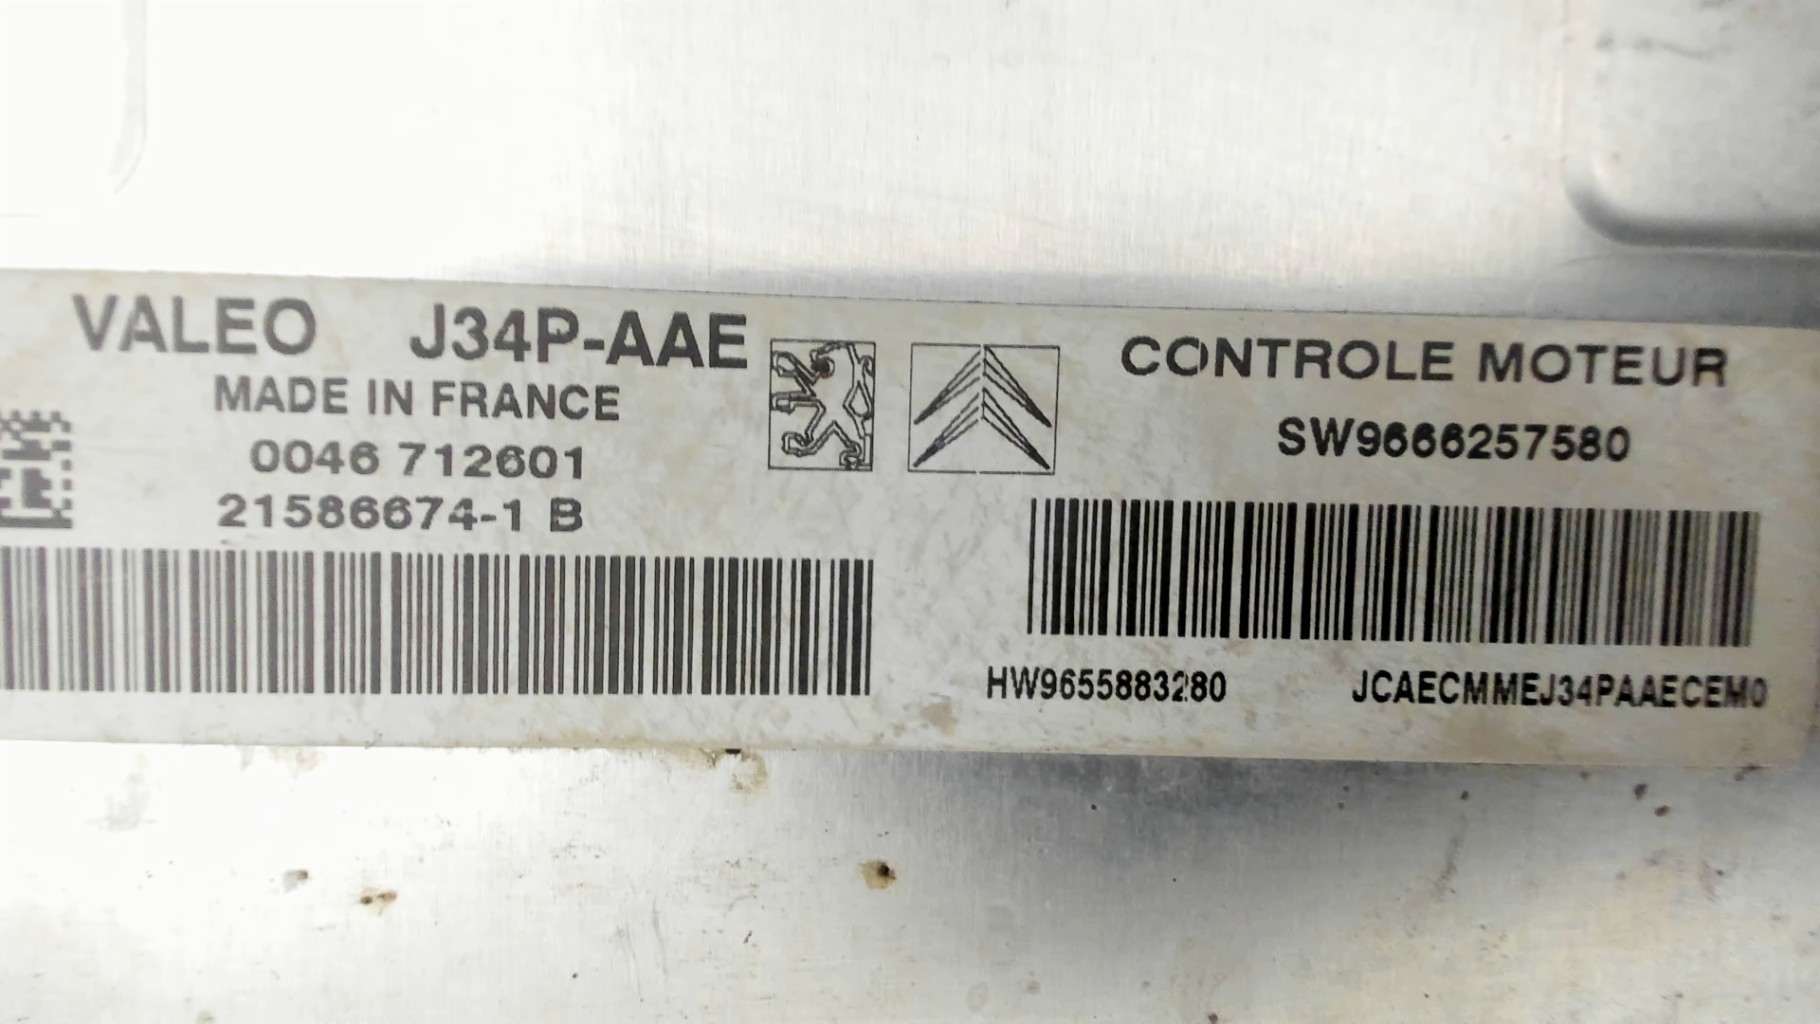 VALEO J34P-AAE
MADE IN FRANCE
0046 712601
21586674-1 B
CONTROLE MOTEUR
SW9666257580
HW9655883280
JCAECMMEJ34PAAECEM0